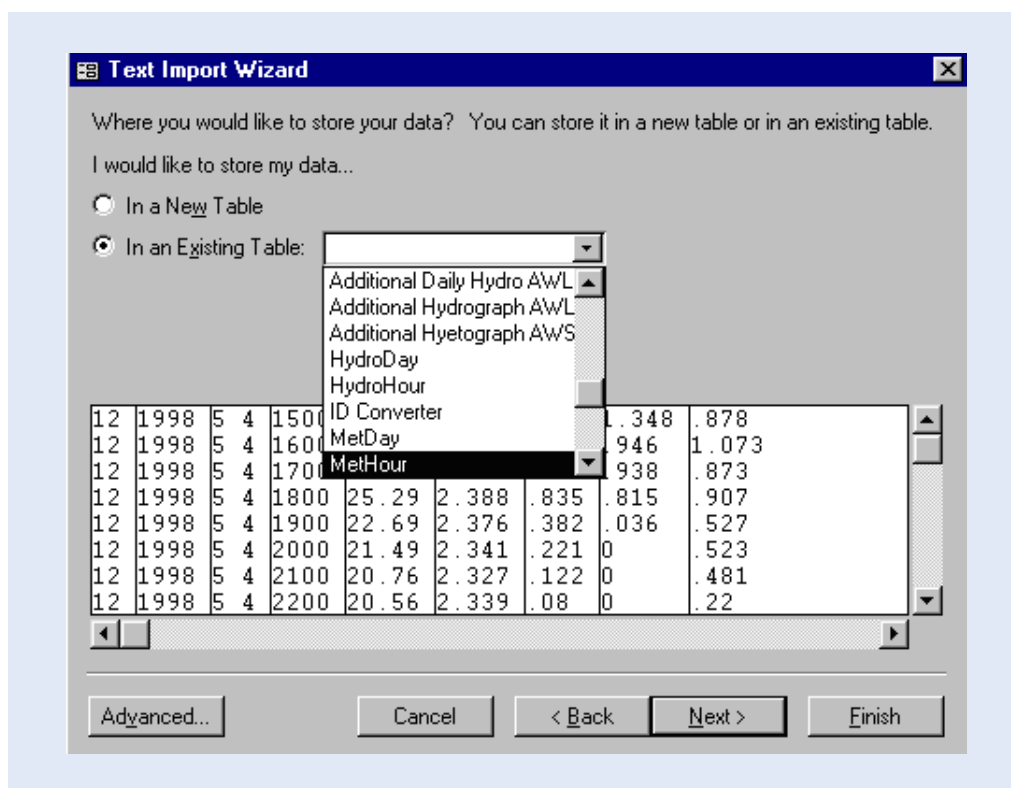 Text Import Wizard
Where you would like to store your data? You can store it in a new table or in an existing table.
I would like to store my data...
In a New Table
In an Existing Table:
Additional Daily Hydro AWL
Additional Hydrograph AWL
Additional Hyetograph AWS
HydroDay
HydroHour
ID Converter
MetDay
MetHour
12 1998 5 4 1500 1.348 .878
12 1998 5 4 1600 .946 1.073
12 1998 5 4 1700 .938 .873
12 1998 5 4 1800 25.29 2.388 .835 .815 .907
12 1998 5 4 1900 22.69 2.376 .382 .036 .527
12 1998 5 4 2000 21.49 2.341 .221 0 .523
12 1998 5 4 2100 20.76 2.327 .122 0 .481
12 1998 5 4 2200 20.56 2.339 .08 0 .22
Advanced... Cancel < Back Next > Finish